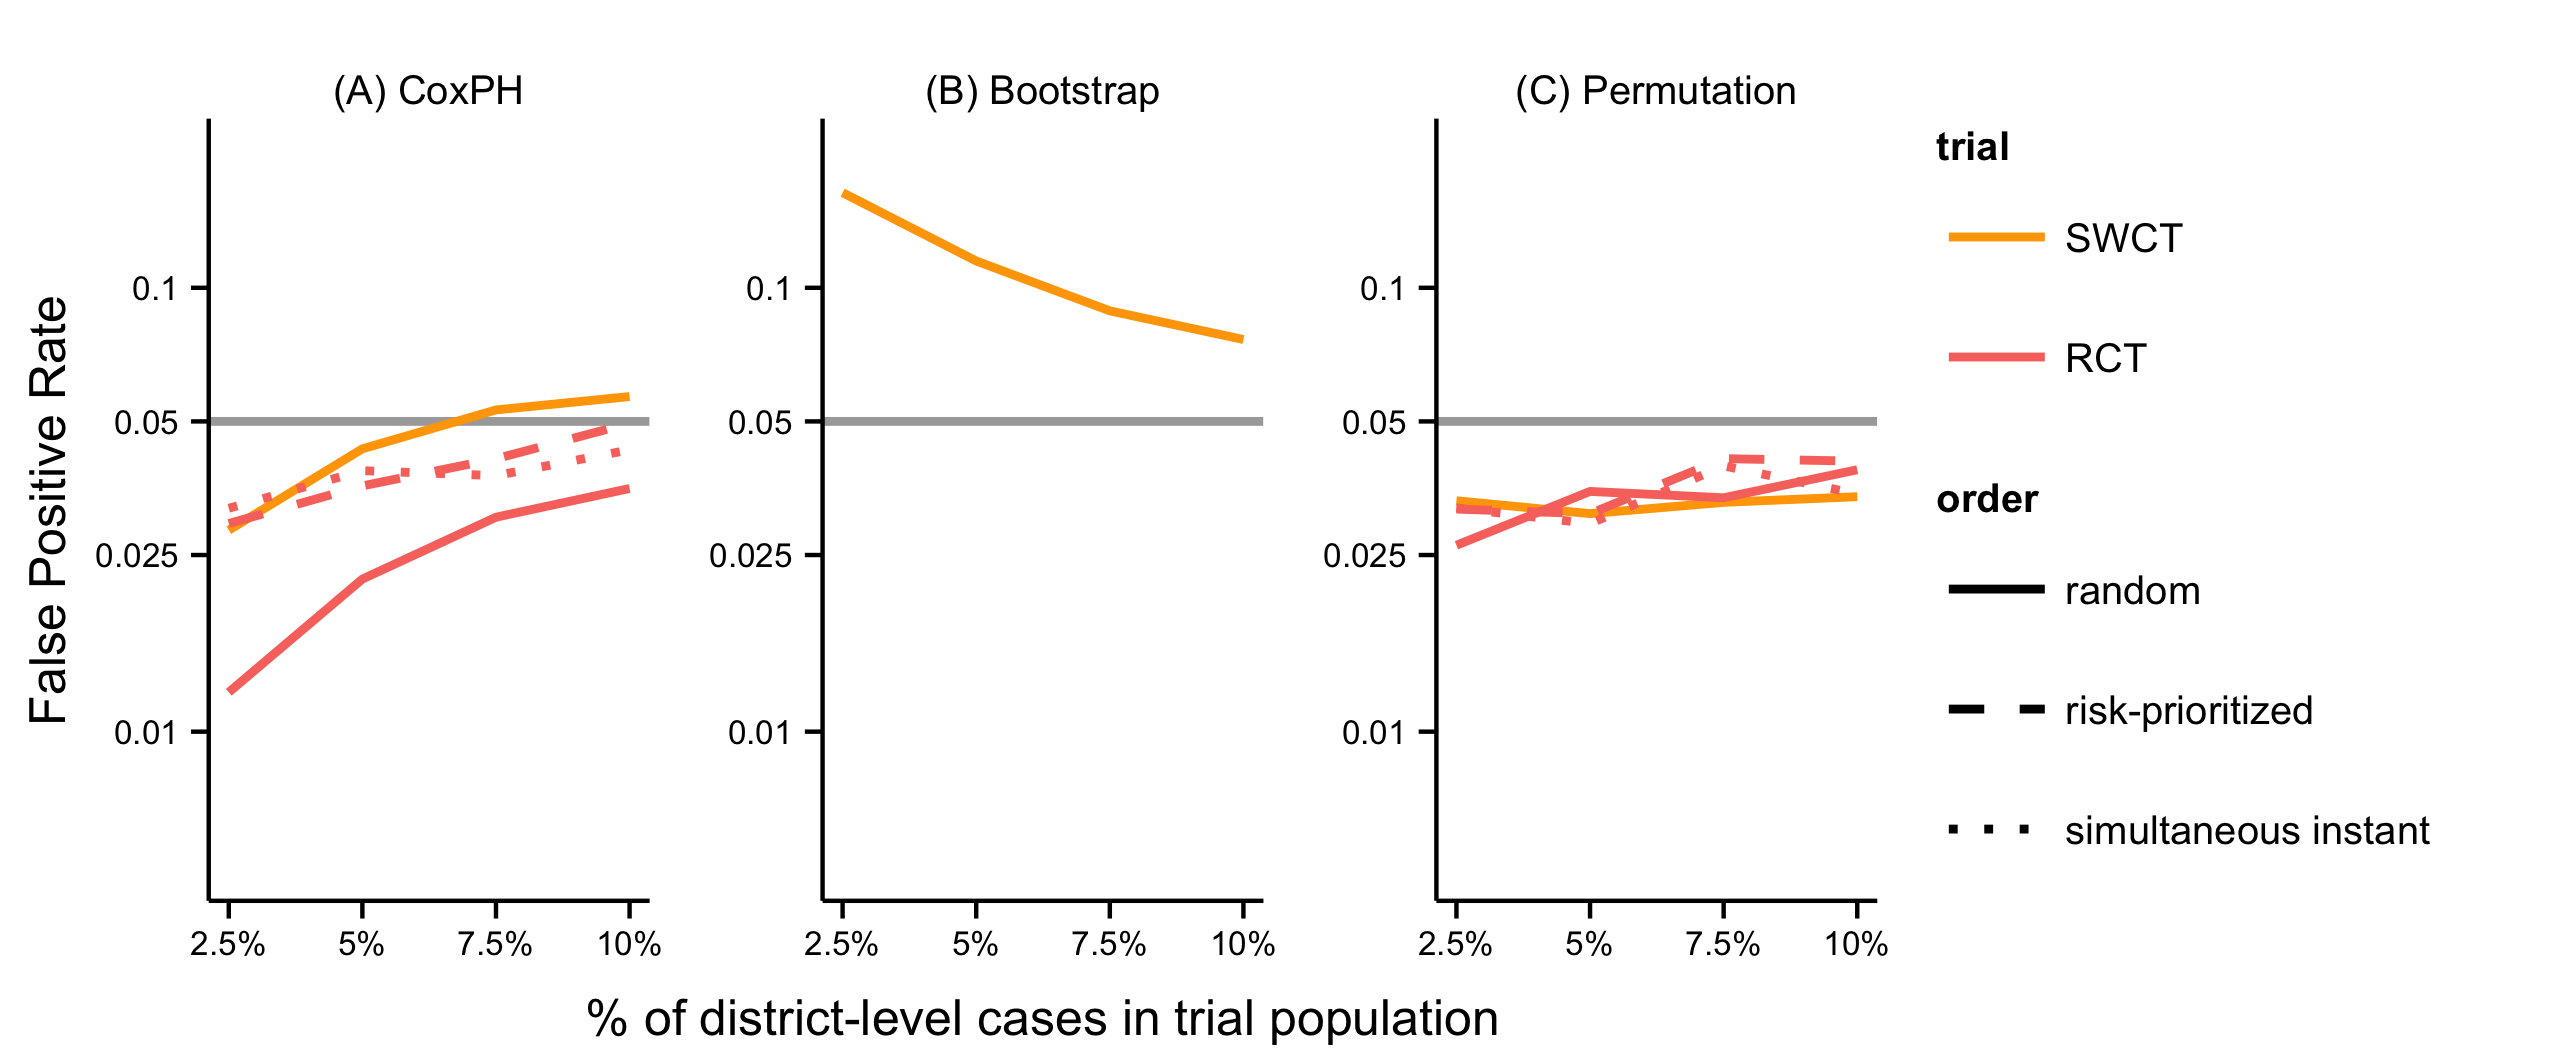 (A) CoxPH
(B) Bootstrap
(C) Permutation
False Positive Rate
0.1
0.05
0.025
0.01
0.1
0.05
0.025
0.01
0.1
0.05
0.025
0.01
2.5% 5% 7.5% 10%
2.5% 5% 7.5% 10%
2.5% 5% 7.5% 10%
% of district-level cases in trial population
trial
SWCT
RCT
order
random
risk-prioritized
simultaneous instant